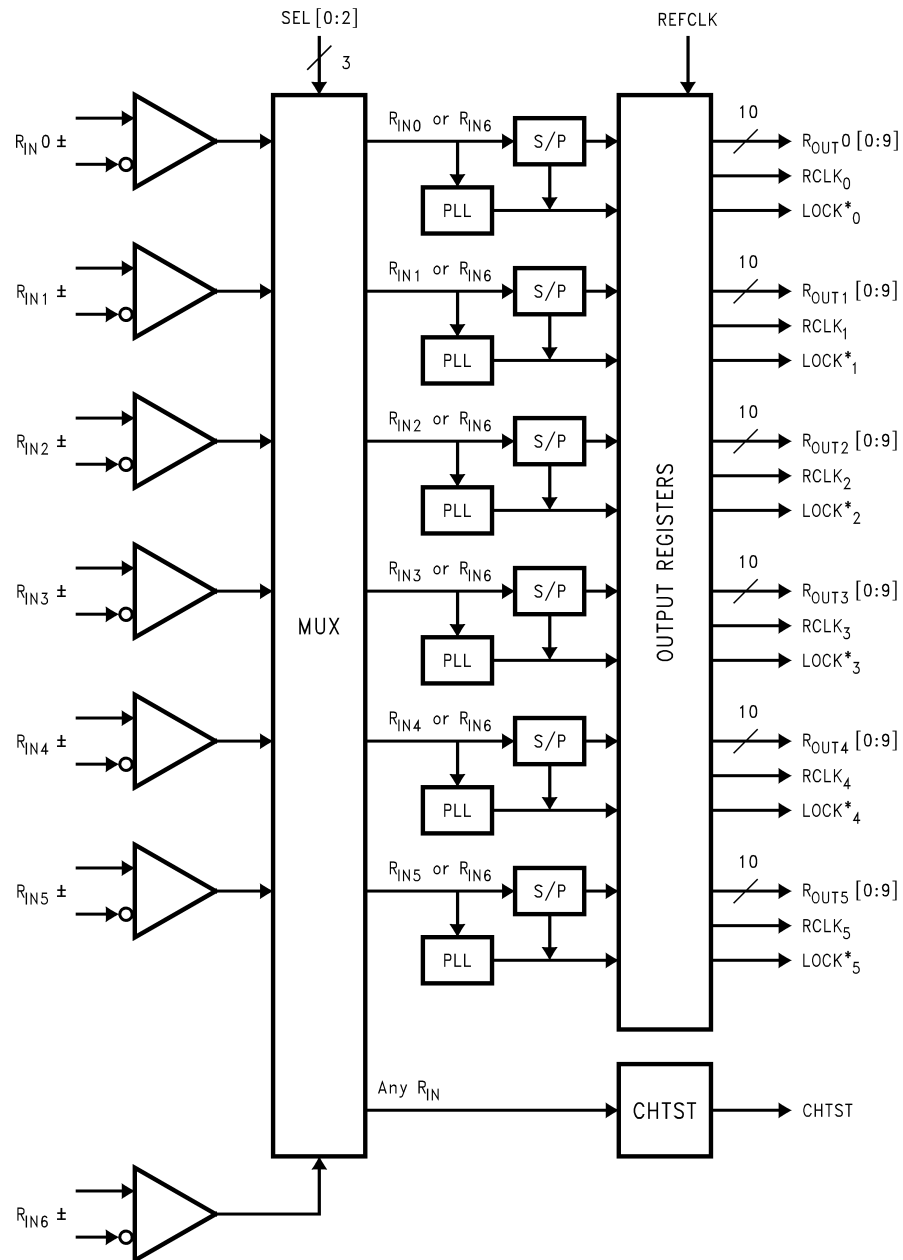 SEL [0:2]
REFCLK
3
R_IN 0 ±
R_IN0 or R_IN6
S/P
10
R_OUT 0 [0:9]
RCLK_0
PLL
LOCK*_0
R_IN1 ±
R_IN1 or R_IN6
S/P
10
R_OUT1 [0:9]
RCLK_1
PLL
LOCK*_1
R_IN2 ±
R_IN2 or R_IN6
S/P
10
R_OUT2 [0:9]
RCLK_2
PLL
LOCK*_2
R_IN3 ±
MUX
R_IN3 or R_IN6
S/P
OUTPUT REGISTERS
10
R_OUT3 [0:9]
RCLK_3
PLL
LOCK*_3
R_IN4 ±
R_IN4 or R_IN6
S/P
10
R_OUT4 [0:9]
RCLK_4
PLL
LOCK*_4
R_IN5 ±
R_IN5 or R_IN6
S/P
10
R_OUT5 [0:9]
RCLK_5
PLL
LOCK*_5
Any R_IN
CHTST
CHTST
R_IN6 ±